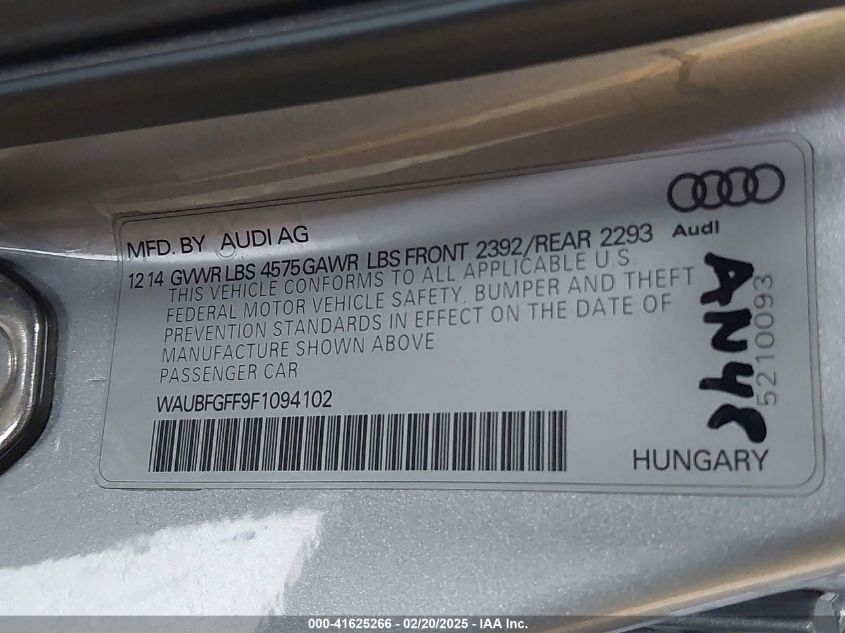 MFD. BY AUDI AG
Audi
12 14 GVWR LBS 4575 GAWR LBS FRONT 2392/REAR 2293
THIS VEHICLE CONFORMS TO ALL APPLICABLE U.S.
FEDERAL MOTOR VEHICLE SAFETY, BUMPER AND THEFT
PREVENTION STANDARDS IN EFFECT ON THE DATE OF
MANUFACTURE SHOWN ABOVE
PASSENGER CAR
WAUBFGFF9F1094102
HUNGARY
5210093
000-41625266 - 02/20/2025 - IAA Inc.